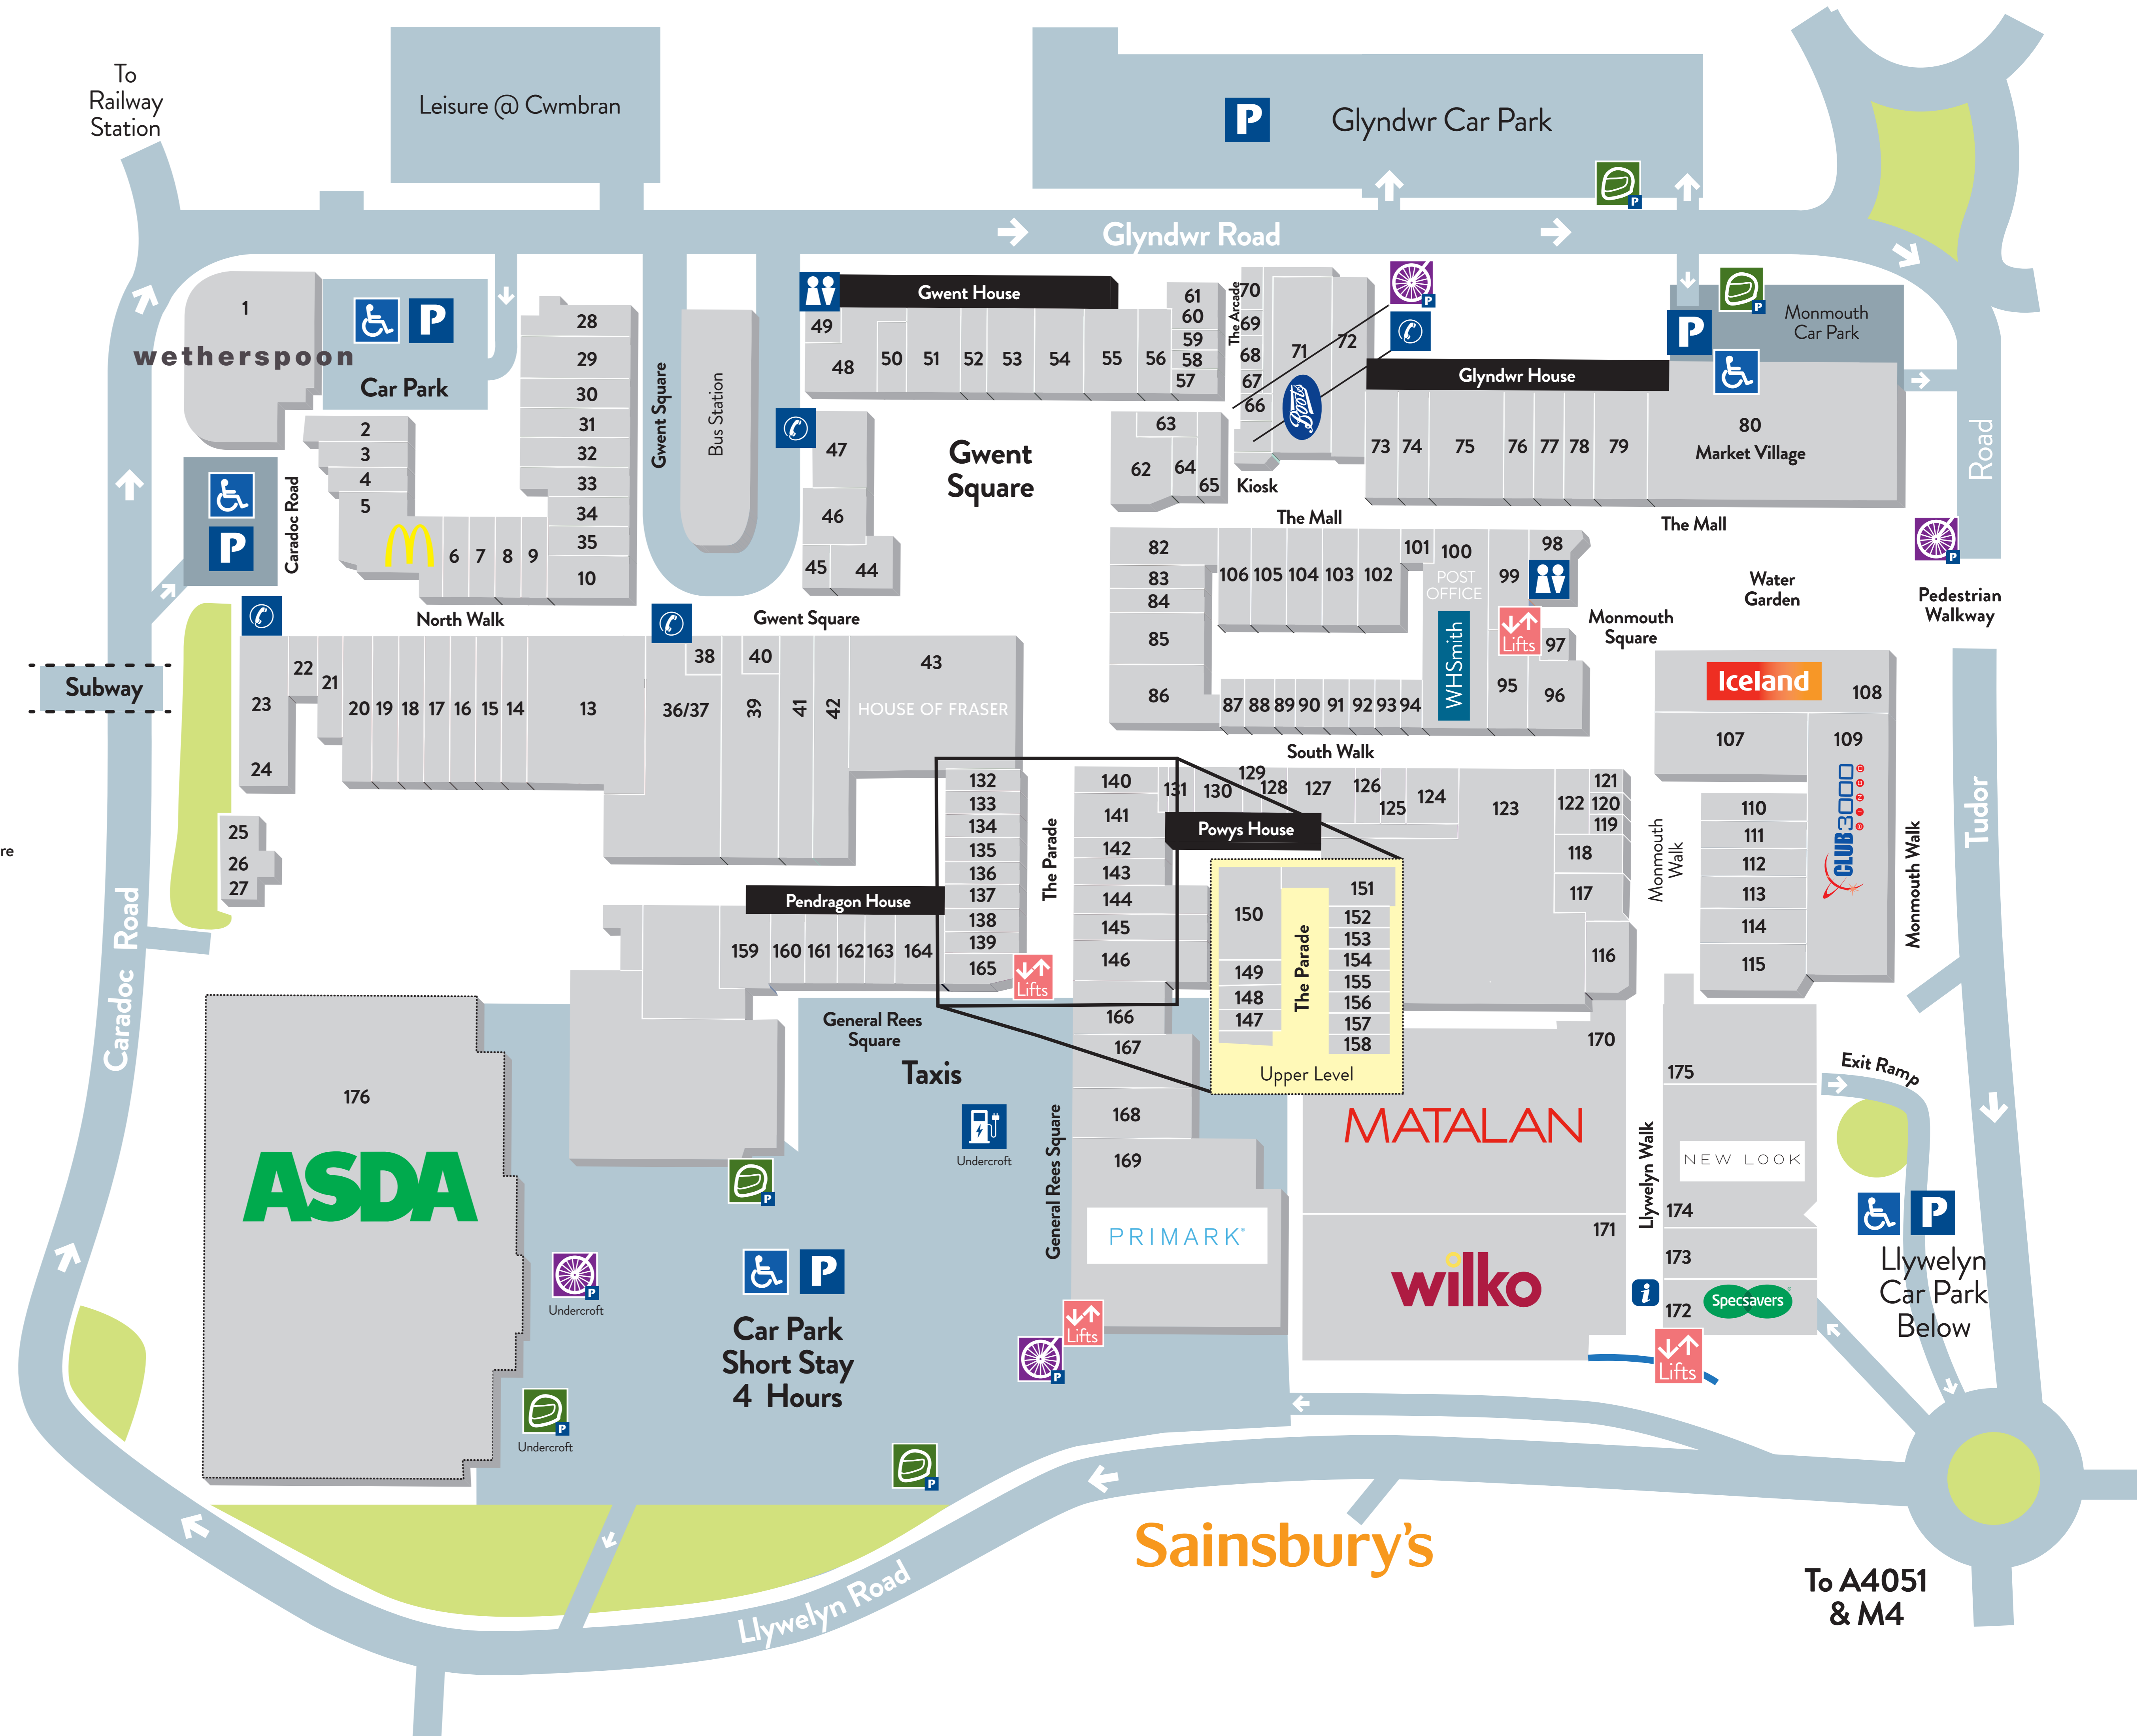 To
Railway
Station
Leisure @ Cwmbran
P
Glyndwr Car Park
P
Glyndwr Road
1
wetherspoon
P
Car Park
28
29
30
31
32
33
34
35
10
Gwent Square
Bus Station
Gwent House
49
48
50
51
52
53
54
55
56
61
60
59
58
57
The Arcade
70
69
68
67
66
71
72
Boots
P
Glyndwr House
P
P
Monmouth
Car Park
73
74
75
76
77
78
79
80
Market Village
Road
2
3
4
5
6
7
8
9
P
Caradoc Road
47
46
45
44
Gwent
Square
63
62
64
65
Kiosk
The Mall
The Mall
P
Pedestrian
Walkway
Water
Garden
Monmouth
Square
North Walk
Gwent Square
82
83
84
85
86
106
105
104
103
102
101
100
POST
OFFICE
99
98
WHSmith
Lifts
97
95
96
87
88
89
90
91
92
93
94
Subway
22
21
23
24
20
19
18
17
16
15
14
13
36/37
38
39
40
41
42
43
HOUSE OF FRASER
South Walk
Iceland
108
107
109
CLUB3000
BINGO
110
111
112
113
114
115
Monmouth
Walk
Monmouth Walk
Tudor
25
26
27
re
132
133
134
135
136
137
138
139
165
The Parade
140
141
142
143
144
145
146
131
130
129
128
127
126
125
124
123
122
121
120
119
118
117
116
Powys House
Pendragon House
159
160
161
162
163
164
Lifts
150
149
148
147
The Parade
151
152
153
154
155
156
157
158
Upper Level
Caradoc Road
General Rees
Square
Taxis
166
167
168
169
General Rees Square
PRIMARK
170
MATALAN
171
wilko
Llywelyn Walk
175
NEW LOOK
174
173
172
Specsavers
i
Lifts
Exit Ramp
P
Llywelyn
Car Park
Below
176
ASDA
Undercroft
P
P
Undercroft
P
Car Park
Short Stay
4 Hours
Lifts
P
P
Undercroft
P
Sainsbury's
Llywelyn Road
To A4051
& M4